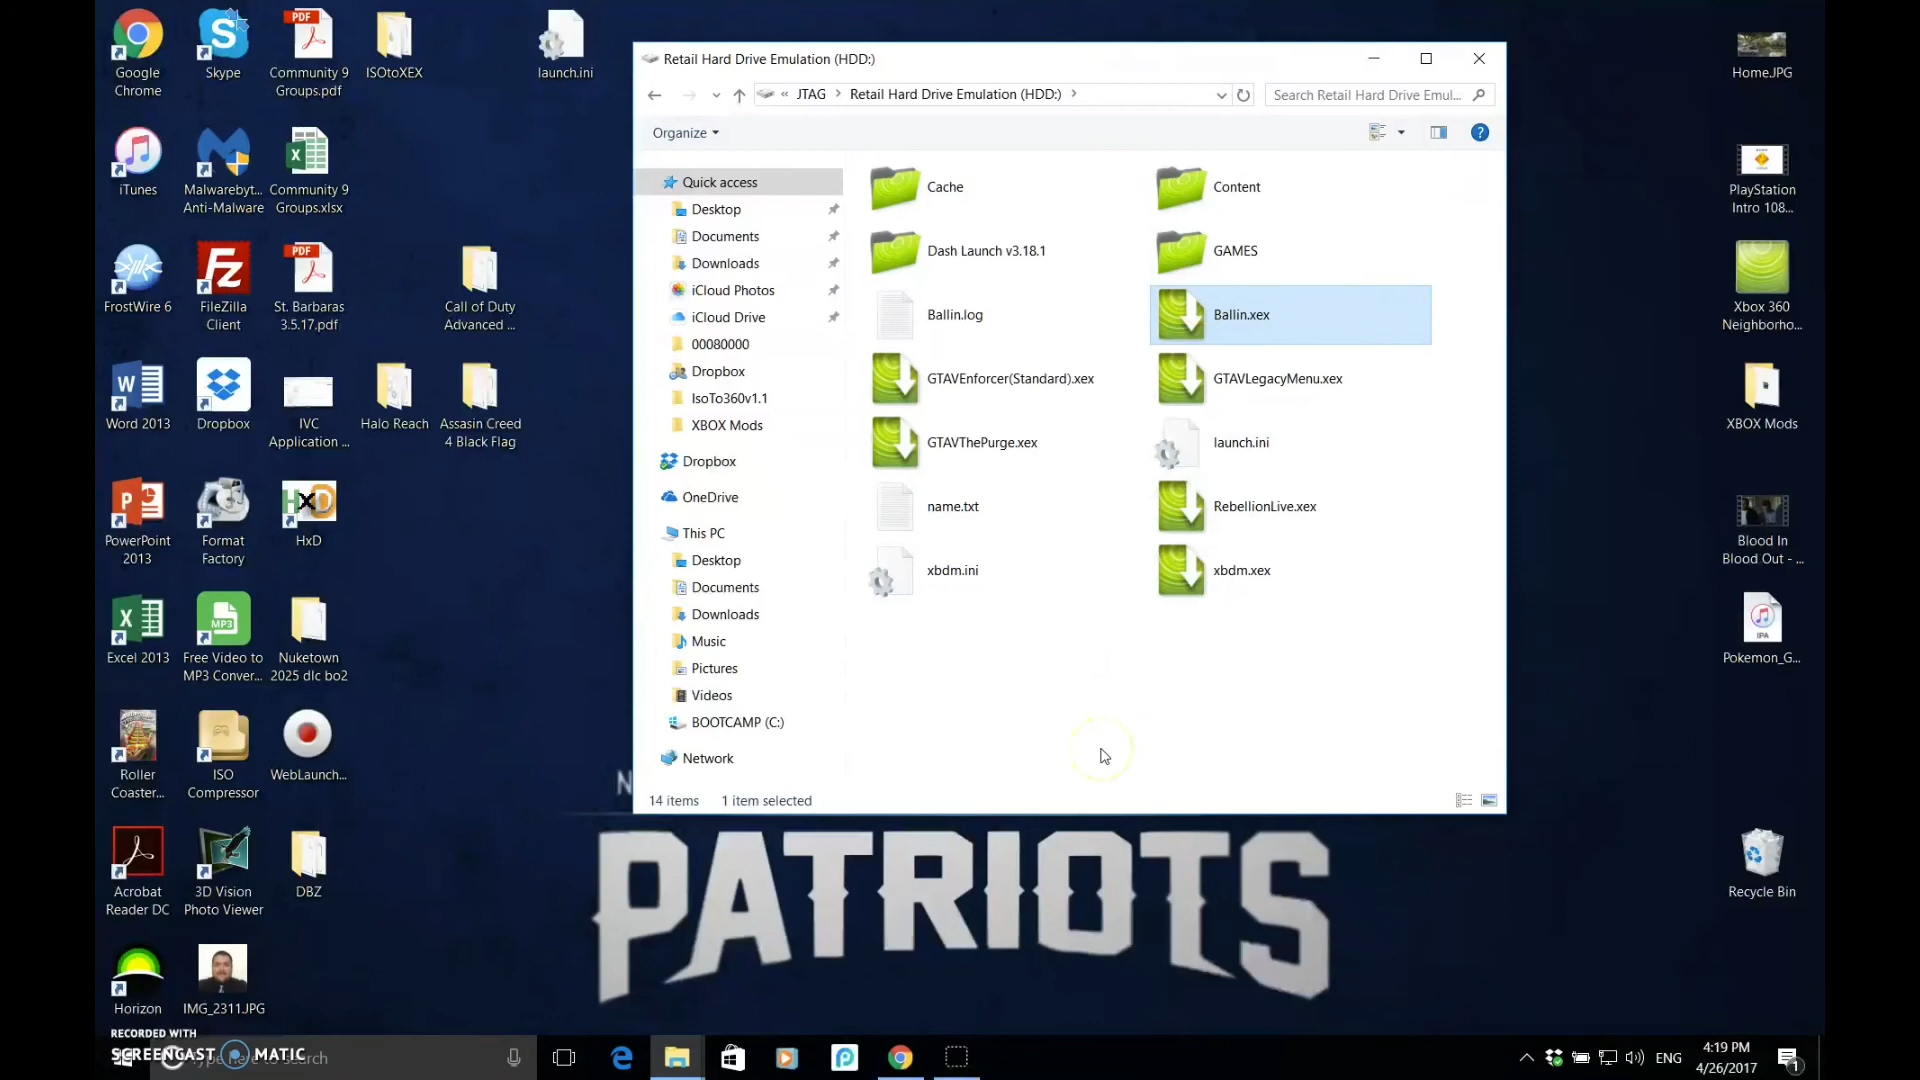 Google
Chrome
Skype
Community 9
Groups.pdf
ISOtoXEX
launch.ini
iTunes
Malwarebyt...
Anti-Malware
Community 9
Groups.xlsx
FrostWire 6
FileZilla
Client
St. Barbaras
3.5.17.pdf
Call of Duty
Advanced ...
Word 2013
Dropbox
IVC
Application ...
Halo Reach
Assasin Creed
4 Black Flag
PowerPoint
2013
Format
Factory
HxD
Excel 2013
Free Video to
MP3 Conver...
Nuketown
2025 dlc bo2
Roller
Coaster...
ISO
Compressor
WebLaunch...
Acrobat
Reader DC
3D Vision
Photo Viewer
DBZ
Horizon
IMG_2311.JPG
Retail Hard Drive Emulation (HDD:)
« JTAG > Retail Hard Drive Emulation (HDD:) >
Search Retail Hard Drive Emul...
Organize
Quick access
Desktop
Documents
Downloads
iCloud Photos
iCloud Drive
00080000
Dropbox
IsoTo360v1.1
XBOX Mods
Dropbox
OneDrive
This PC
Desktop
Documents
Downloads
Music
Pictures
Videos
BOOTCAMP (C:)
Network
Cache
Content
Dash Launch v3.18.1
GAMES
Ballin.log
Ballin.xex
GTAVEnforcer(Standard).xex
GTAVLegacyMenu.xex
GTAVThePurge.xex
launch.ini
name.txt
RebellionLive.xex
xbdm.ini
xbdm.xex
14 items 1 item selected
N
PATRIOTS
Home.JPG
PlayStation
Intro 108...
Xbox 360
Neighborho...
XBOX Mods
Blood In
Blood Out - ...
IPA
Pokemon_G...
Recycle Bin
RECORDED WITH
SCREENCAST MATIC
Type here to search
ENG
4:19 PM
4/26/2017
1